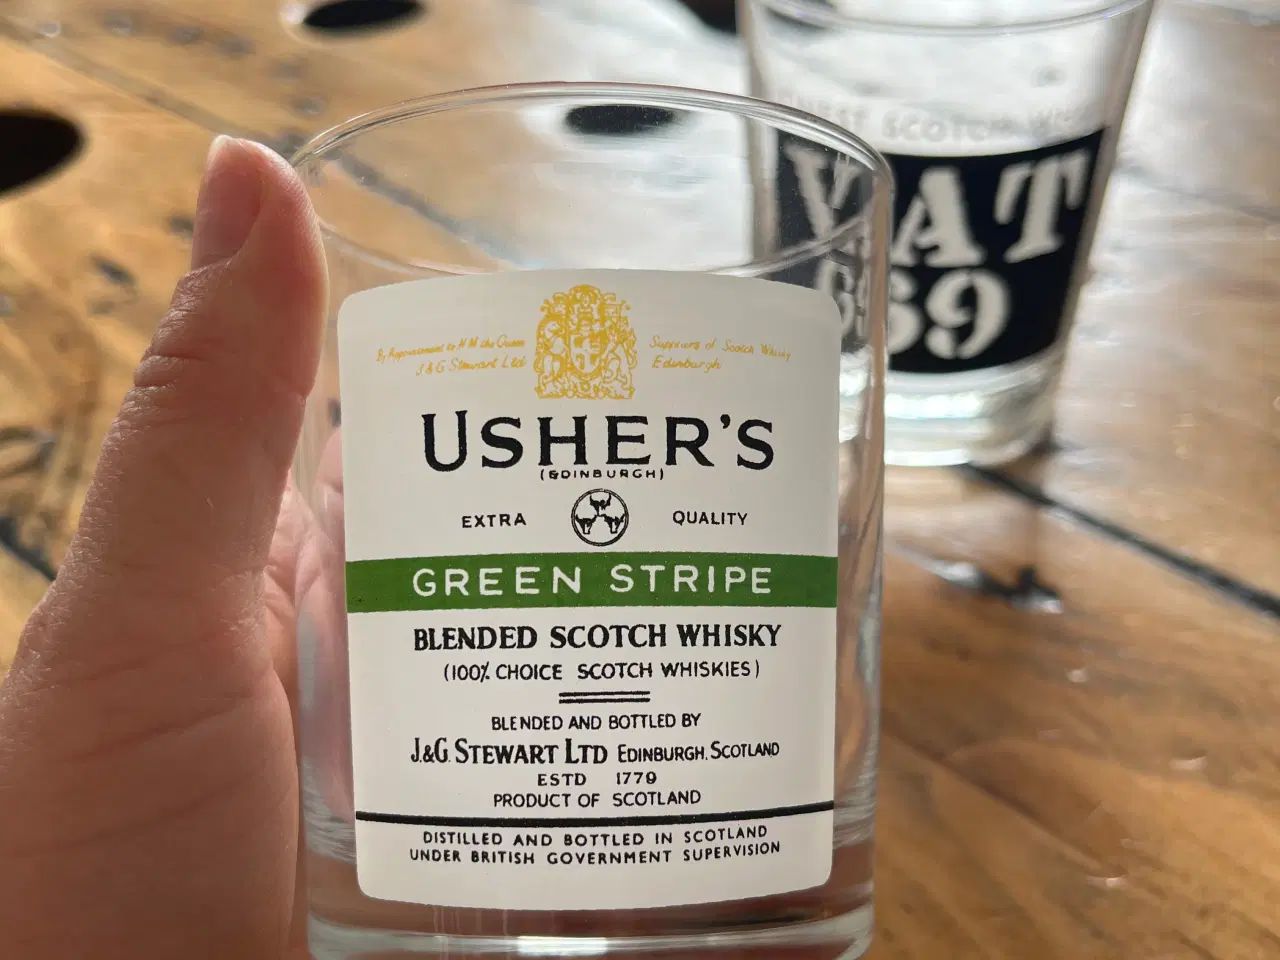 By Appointment to H M the Queen
J & G Stewart Ltd
Suppliers of Scotch Whisky
Edinburgh
USHER'S
(EDINBURGH)
EXTRA QUALITY
GREEN STRIPE
BLENDED SCOTCH WHISKY
(100% CHOICE SCOTCH WHISKIES)
BLENDED AND BOTTLED BY
J.&G. STEWART LTD EDINBURGH. SCOTLAND
ESTD 1779
PRODUCT OF SCOTLAND
DISTILLED AND BOTTLED IN SCOTLAND
UNDER BRITISH GOVERNMENT SUPERVISION
SCOTCH
VAT
69